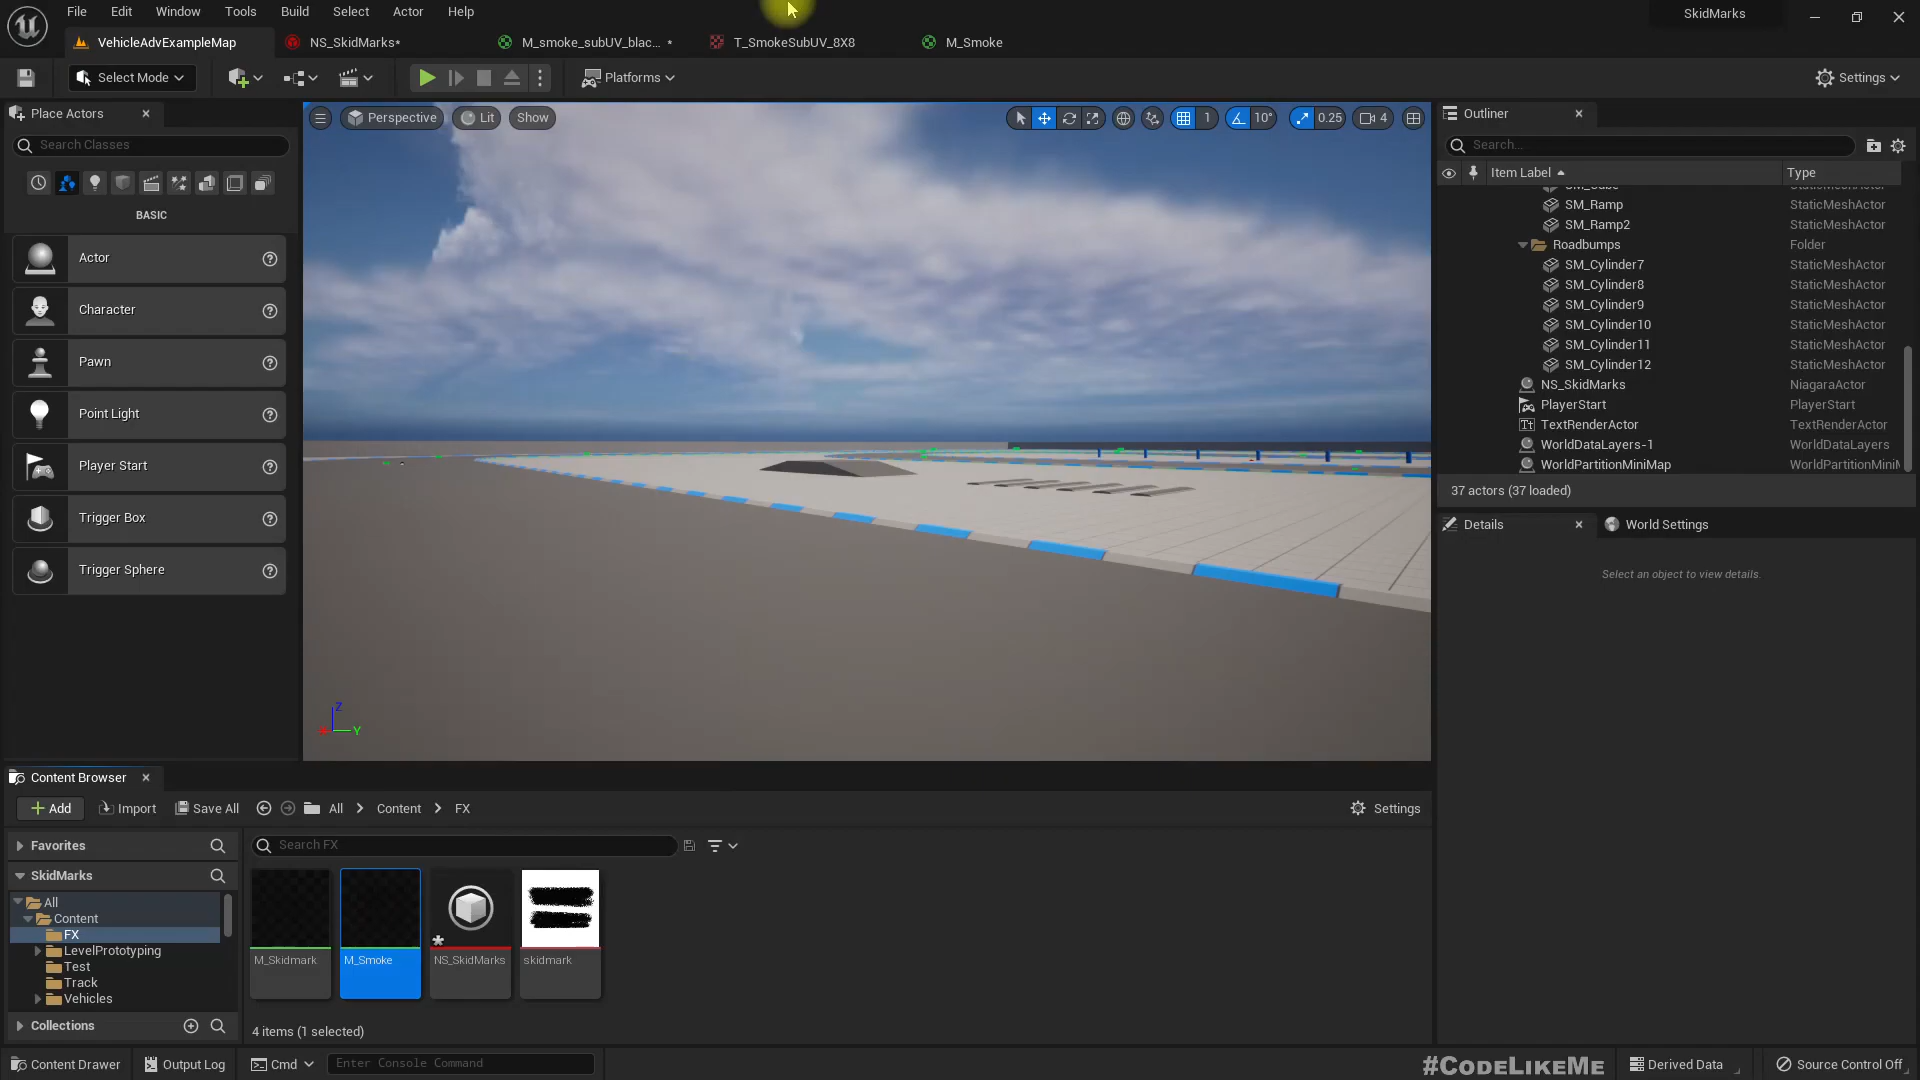 File Edit Window Tools Build Select Actor Help
SkidMarks
VehicleAdvExampleMap NS_SkidMarks* M_smoke_subUV_blac... * T_SmokeSubUV_8X8 M_Smoke
Select Mode Platforms Settings
Place Actors
Search Classes
BASIC
Actor
Character
Pawn
Point Light
Player Start
Trigger Box
Trigger Sphere
Perspective Lit Show 1 10° 0.25 4
Z
Y
Outliner
Search...
Item Label Type
SM_Cube StaticMeshActor
SM_Ramp StaticMeshActor
SM_Ramp2 StaticMeshActor
Roadbumps Folder
SM_Cylinder7 StaticMeshActor
SM_Cylinder8 StaticMeshActor
SM_Cylinder9 StaticMeshActor
SM_Cylinder10 StaticMeshActor
SM_Cylinder11 StaticMeshActor
SM_Cylinder12 StaticMeshActor
NS_SkidMarks NiagaraActor
PlayerStart PlayerStart
TextRenderActor TextRenderActor
WorldDataLayers-1 WorldDataLayers
WorldPartitionMiniMap WorldPartitionMiniM
37 actors (37 loaded)
Details World Settings
Select an object to view details.
Content Browser
Add Import Save All All Content FX Settings
Favorites
SkidMarks
All
Content
FX
LevelPrototyping
Test
Track
Vehicles
Collections
Search FX
M_Skidmark M_Smoke NS_SkidMarks skidmark
4 items (1 selected)
Content Drawer Output Log Cmd Enter Console Command
#CODELIKEME
Derived Data Source Control Off